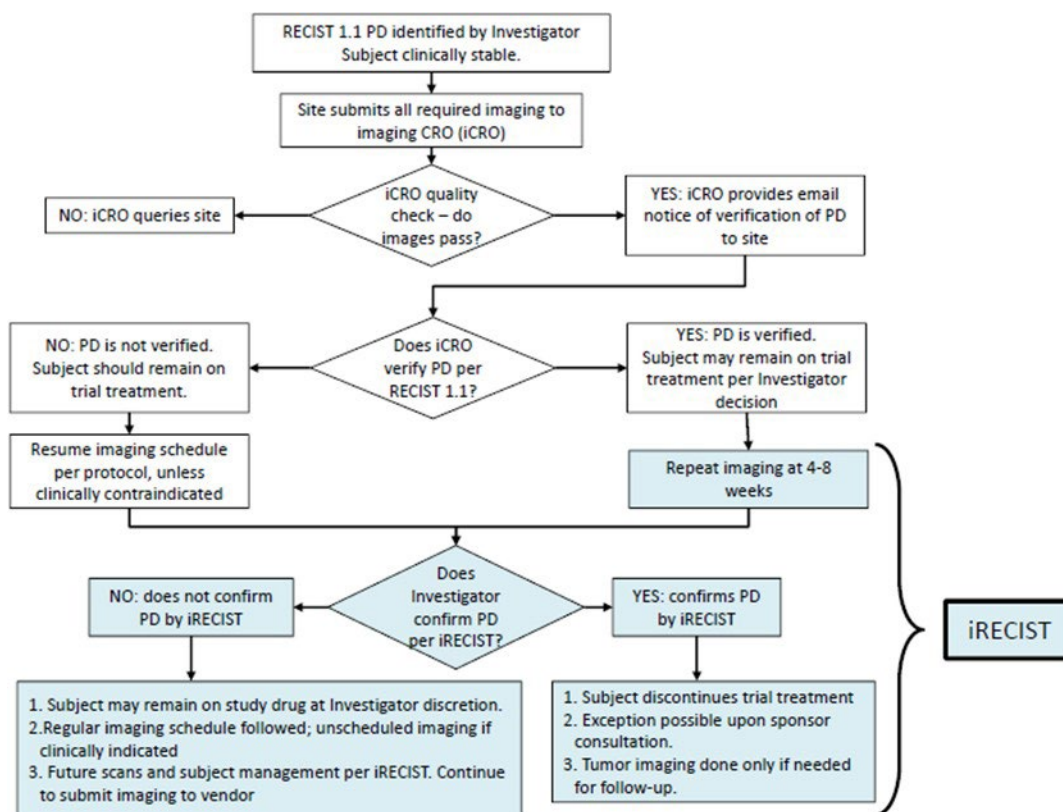 RECIST 1.1 PD identified by Investigator
Subject clinically stable.
Site submits all required imaging to
imaging CRO (iCRO)
iCRO quality
check – do
images pass?
NO: iCRO queries site
YES: iCRO provides email
notice of verification of PD
to site
NO: PD is not verified.
Subject should remain on
trial treatment.
Does iCRO
verify PD per
RECIST 1.1?
YES: PD is verified.
Subject may remain on trial
treatment per Investigator
decision
Resume imaging schedule
per protocol, unless
clinically contraindicated
Repeat imaging at 4-8
weeks
NO: does not confirm
PD by iRECIST
Does
Investigator
confirm PD
per iRECIST?
YES: confirms PD
by iRECIST
iRECIST
1. Subject may remain on study drug at Investigator discretion.
2.Regular imaging schedule followed; unscheduled imaging if
clinically indicated
3. Future scans and subject management per iRECIST. Continue
to submit imaging to vendor
1. Subject discontinues trial treatment
2. Exception possible upon sponsor
consultation.
3. Tumor imaging done only if needed
for follow-up.